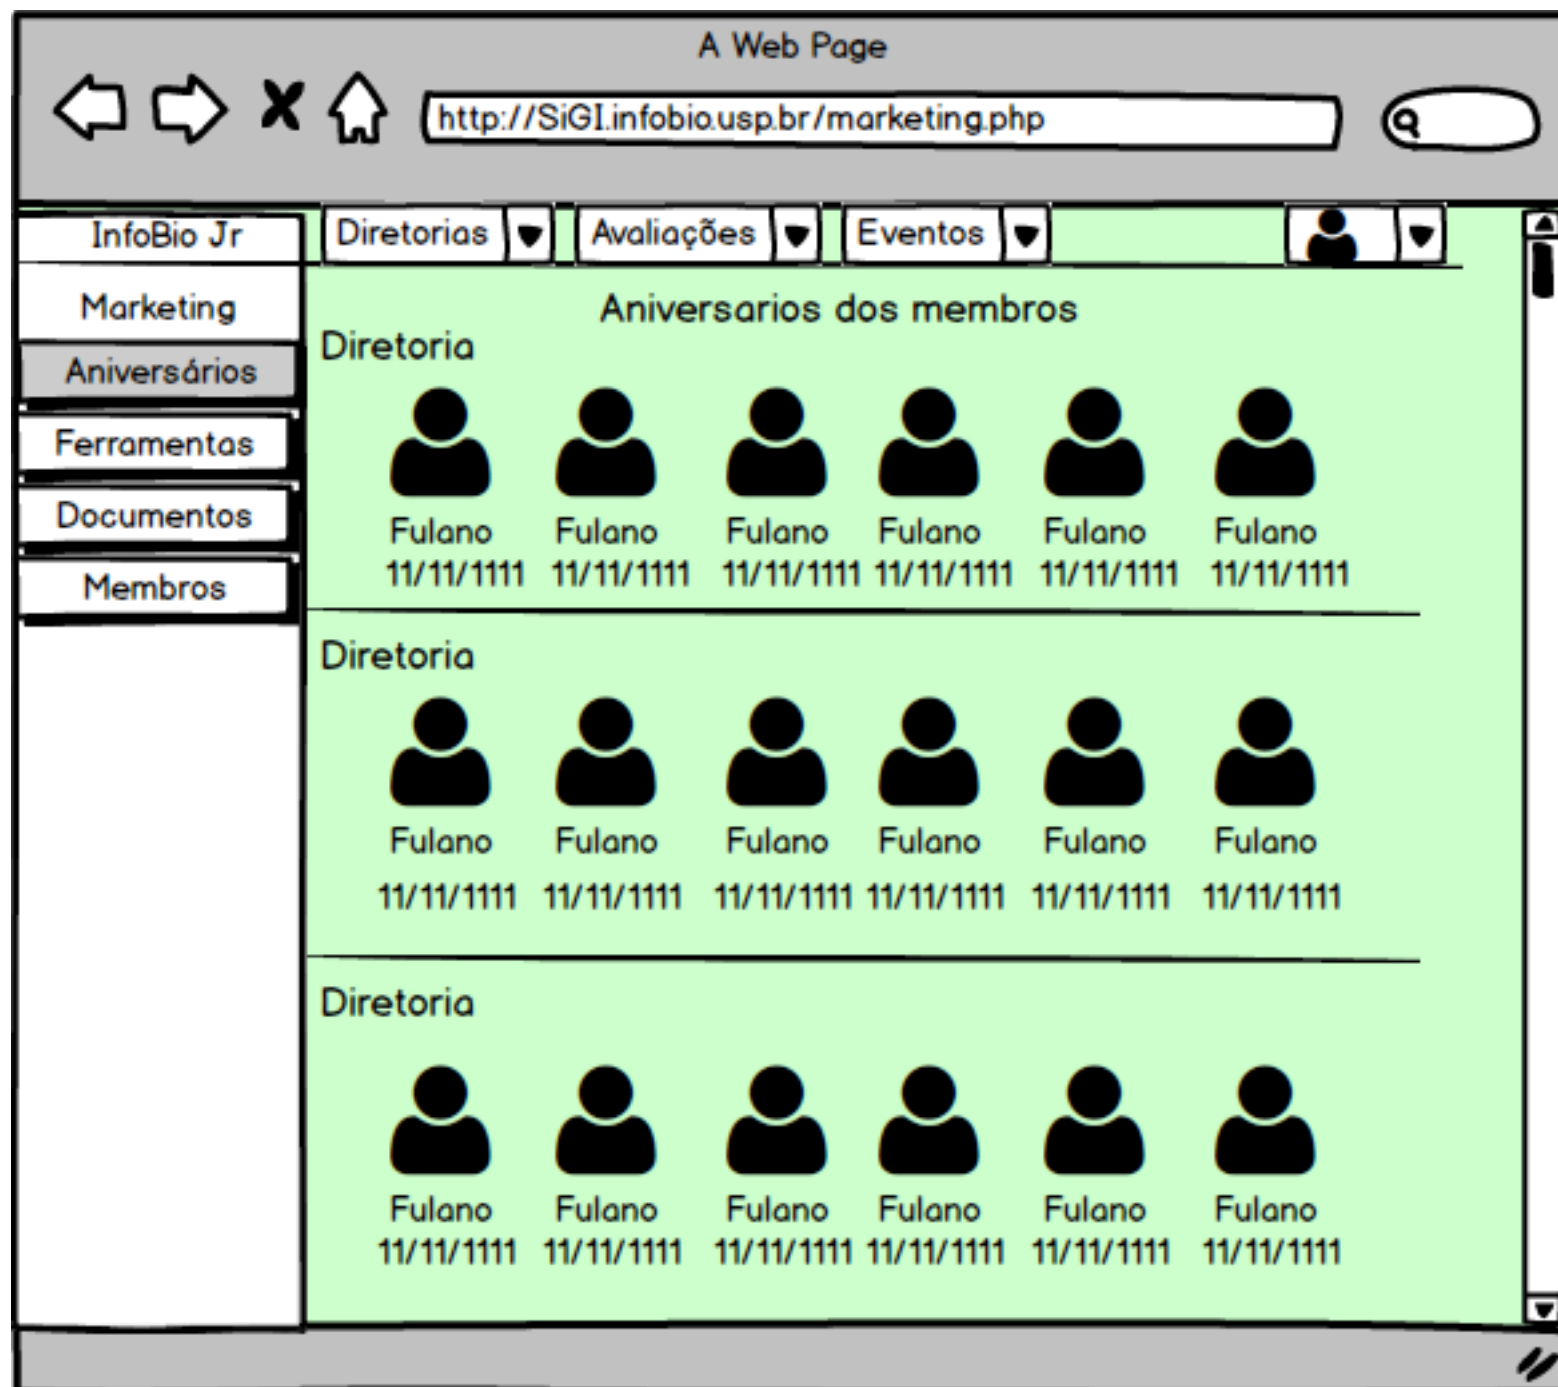 A Web Page
http://SiGI.infobio.usp.br/marketing.php
InfoBio Jr
Diretorias Avaliações Eventos
Marketing
Aniversários
Ferramentas
Documentos
Membros
Aniversarios dos membros
Diretoria
Fulano Fulano Fulano Fulano Fulano Fulano
11/11/1111 11/11/1111 11/11/1111 11/11/1111 11/11/1111 11/11/1111
Diretoria
Fulano Fulano Fulano Fulano Fulano Fulano
11/11/1111 11/11/1111 11/11/1111 11/11/1111 11/11/1111 11/11/1111
Diretoria
Fulano Fulano Fulano Fulano Fulano Fulano
11/11/1111 11/11/1111 11/11/1111 11/11/1111 11/11/1111 11/11/1111